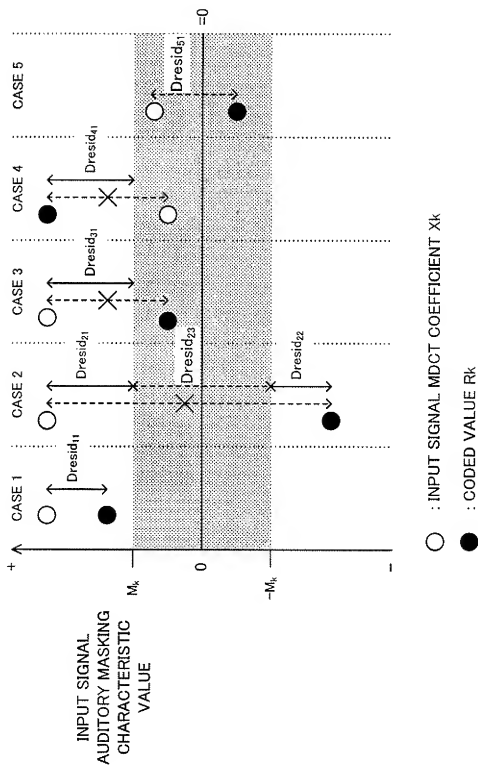 CASE 1
CASE 2
CASE 3
CASE 4
CASE 5
+
INPUT SIGNAL
AUDITORY MASKING
CHARACTERISTIC
VALUE
Mk
0
-Mk
-
=0
Dresid11
Dresid21
Dresid23
Dresid22
Dresid31
Dresid41
Dresid51
: INPUT SIGNAL MDCT COEFFICIENT Xk
: CODED VALUE Rk